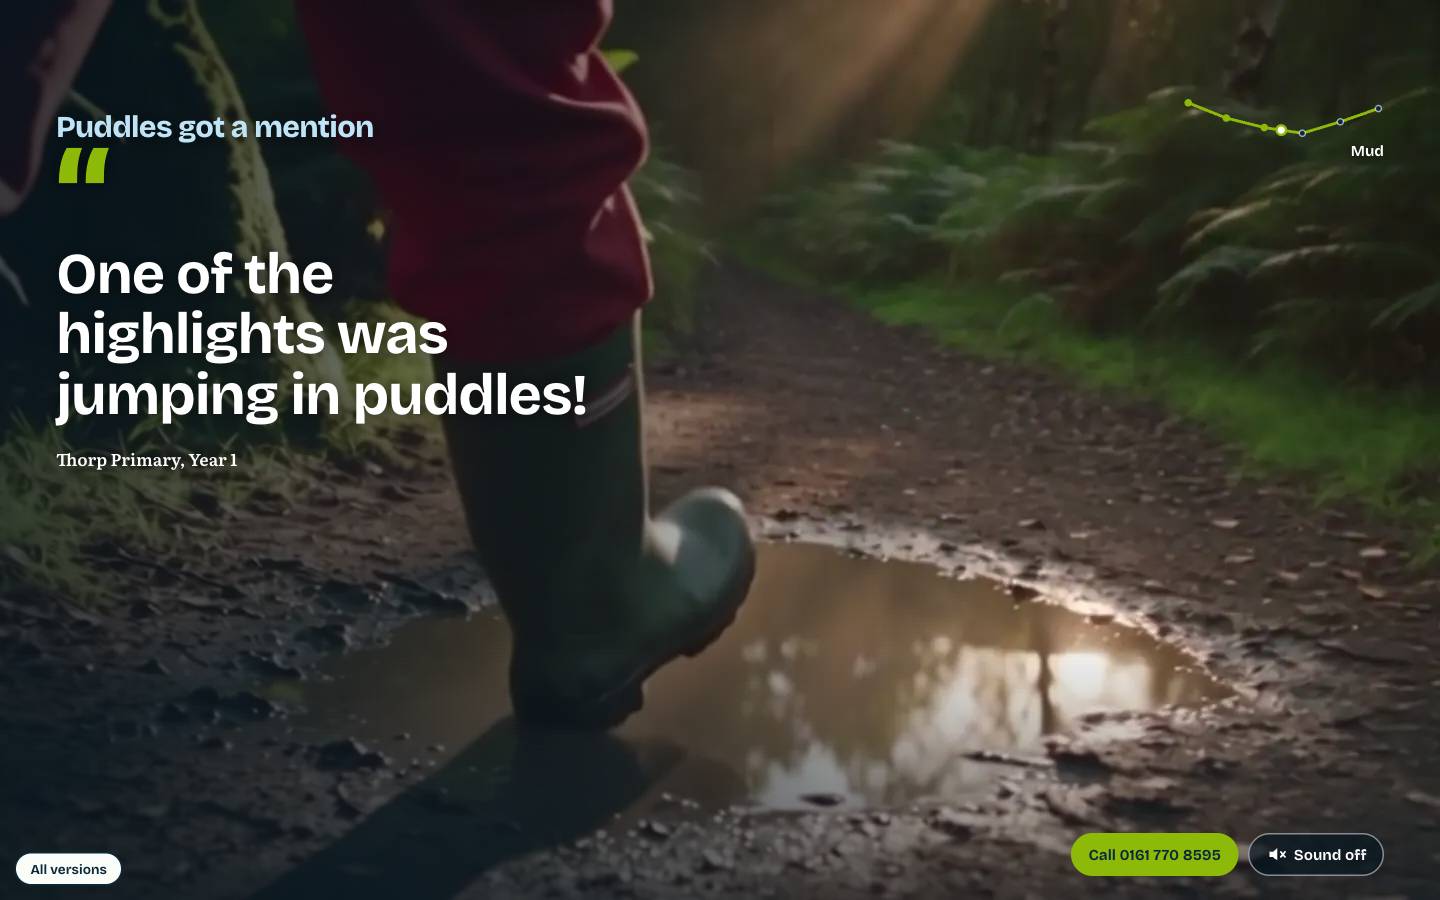 Puddles got a mention
“
One of the
highlights was
jumping in puddles!
Thorp Primary, Year 1
Mud
All versions
Call 0161 770 8595
Sound off